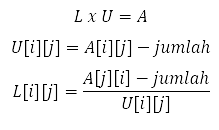 L x U = A
U[i][j] = A[i][j] − jumlah
L[i][j] = A[j][i] − jumlah / U[i][j]